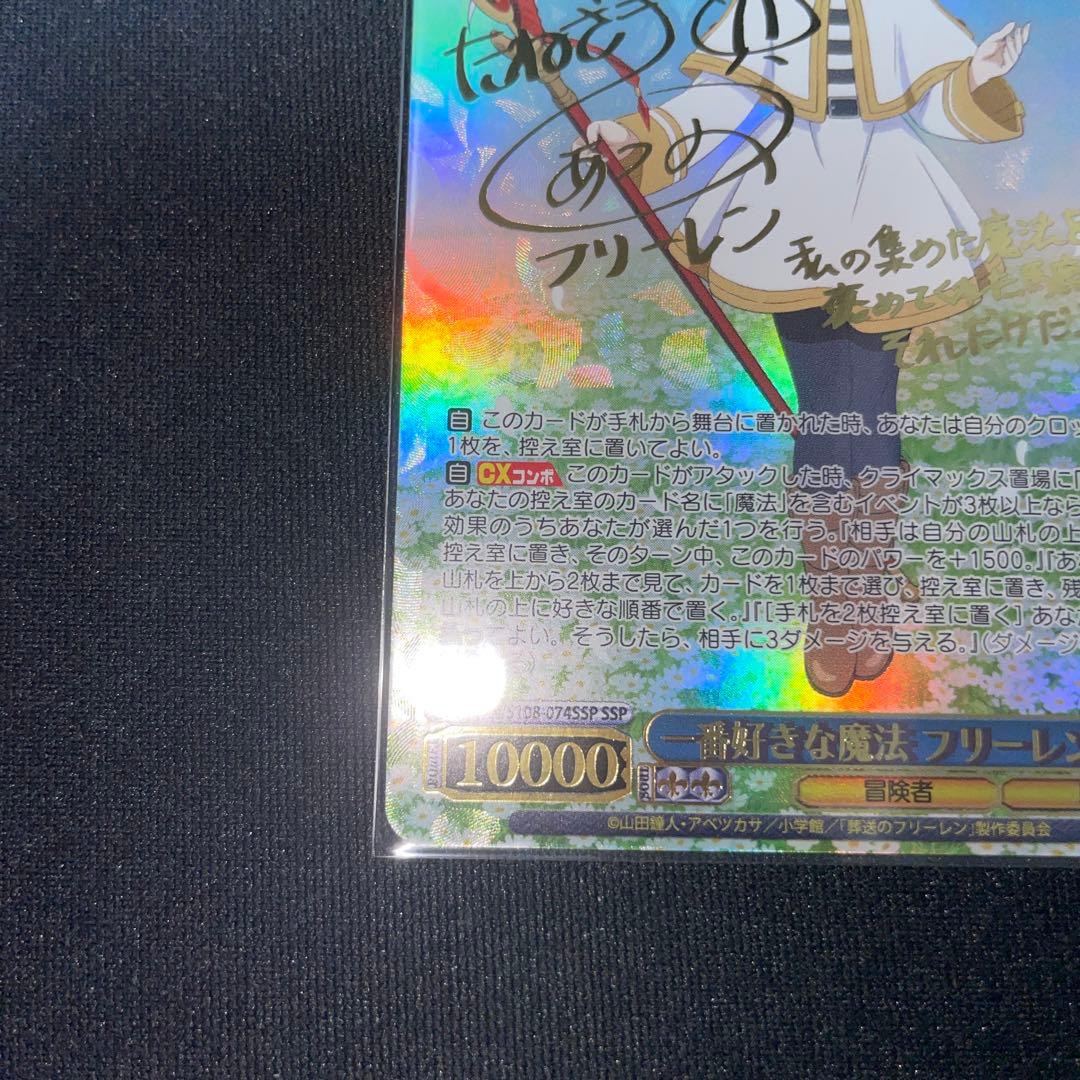 たねざき
あつみ
フリーレン
私の集めた魔法
褒めてくれた
それだけだ
自 このカードが手札から舞台に置かれた時、あなたは自分のクロッ
1枚を、控え室に置いてよい。
自 CXコンボ このカードがアタックした時、クライマックス置場に「
あなたの控え室のカード名に「魔法」を含むイベントが3枚以上なら
効果のうちあなたが選んだ1つを行う。『相手は自分の山札の上
控え室に置き、そのターン中、このカードのパワーを+1500。』『あ
山札を上から2枚まで見て、カードを1枚まで選び、控え室に置き、残
山札の上に好きな順番で置く。』『[手札を2枚控え室に置く] あな
ってよい。そうしたら、相手に3ダメージを与える。』(ダメージ
/S108-074SSP SSP
10000
一番好きな魔法 フリーレン
POWER
SOUL
冒険者
©山田鐘人・アベツカサ/小学館/「葬送のフリーレン」製作委員会